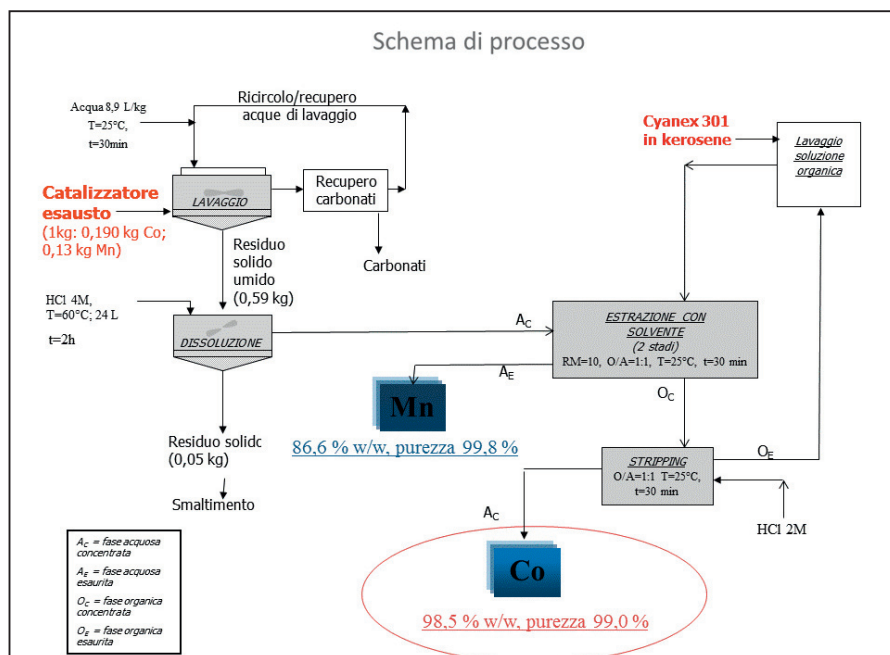 Schema di processo
Acqua 8,9 L/kg
T=25°C,
t=30min
Ricircolo/recupero
acque di lavaggio
LAVAGGIO
Recupero
carbonati
Carbonati
Catalizzatore
esausto
(1kg: 0,190 kg Co;
0,13 kg Mn)
Residuo
solido
umido
(0,59 kg)
HCl 4M,
T=60°C; 24 L
t=2h
DISSOLUZIONE
Residuo solido
(0,05 kg)
Smaltimento
Cyanex 301
in kerosene
Lavaggio
soluzione
organica
A_C
ESTRAZIONE CON
SOLVENTE
(2 stadi)
RM=10, O/A=1:1, T=25°C, t=30 min
A_E
Mn
86,6 % w/w, purezza 99,8 %
O_C
STRIPPING
O/A=1:1 T=25°C,
t=30 min
O_E
HCl 2M
A_C
Co
98,5 % w/w, purezza 99,0 %
A_C = fase acquosa
concentrata
A_E = fase acquosa
esaurita
O_C = fase organica
concentrata
O_E = fase organica
esaurita